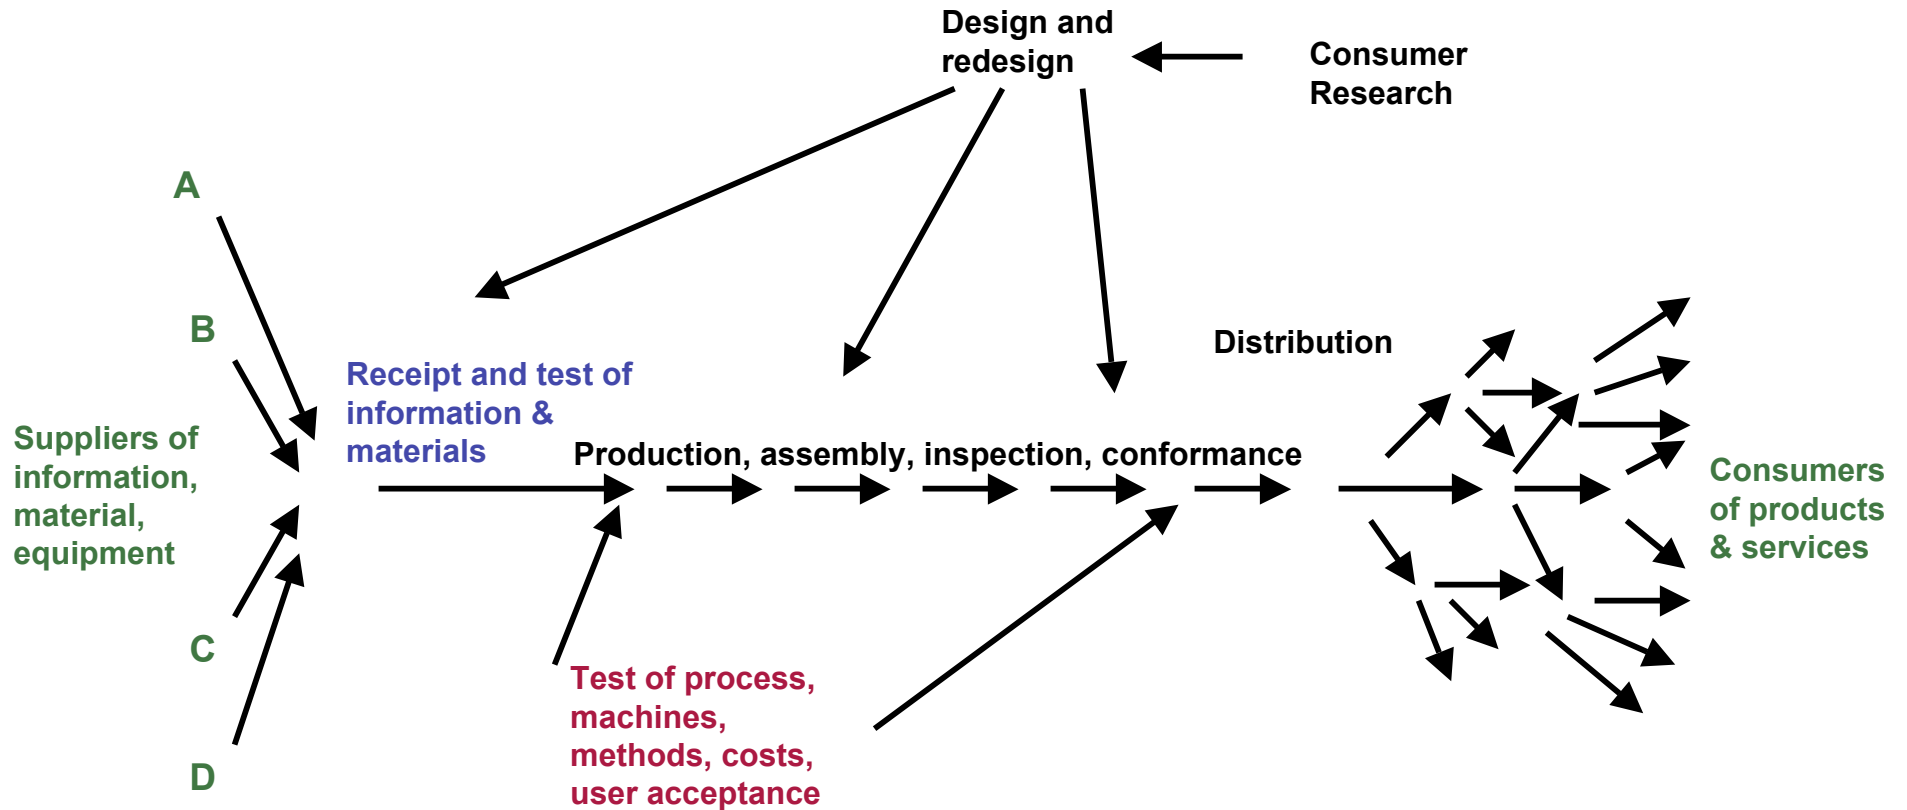 Design and
redesign
Consumer
Research
A
B
Distribution
Receipt and test of
information &
materials
Suppliers of
information,
material,
equipment
Production, assembly, inspection, conformance
Consumers
of products
& services
C
D
Test of process,
machines,
methods, costs,
user acceptance